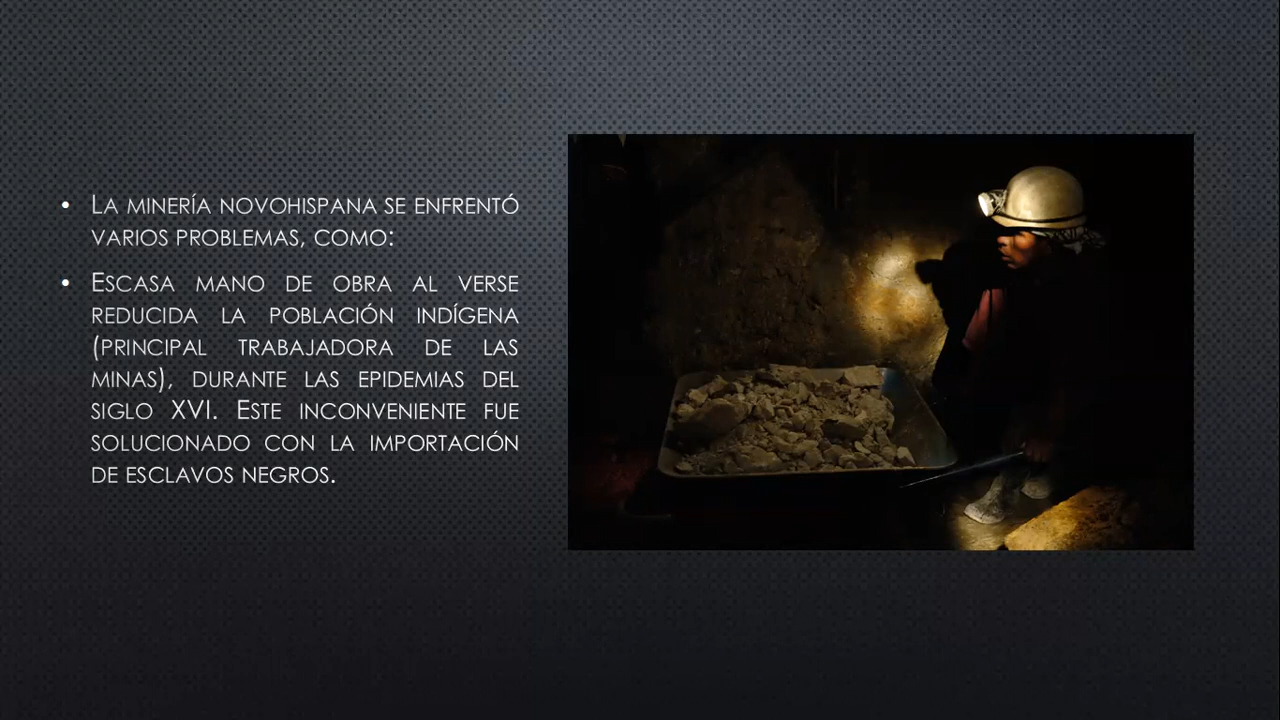 • La minería novohispana se enfrentó
varios problemas, como:
• Escasa mano de obra al verse
reducida la población indígena
(principal trabajadora de las
minas), durante las epidemias del
siglo XVI. Este inconveniente fue
solucionado con la importación
de esclavos negros.